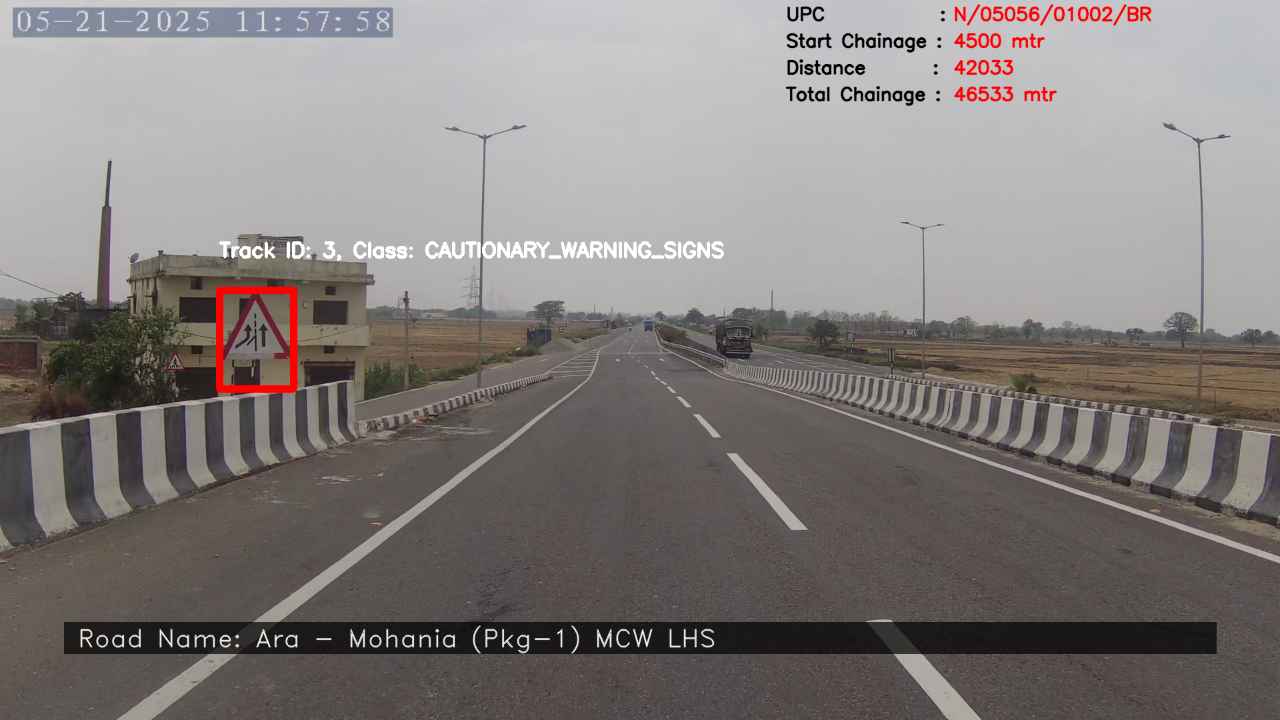 05-21-2025 11:57:58
UPC : N/05056/01002/BR
Start Chainage : 4500 mtr
Distance : 42033
Total Chainage : 46533 mtr
Track ID: 3, Class: CAUTIONARY_WARNING_SIGNS
Road Name: Ara - Mohania (Pkg-1) MCW LHS